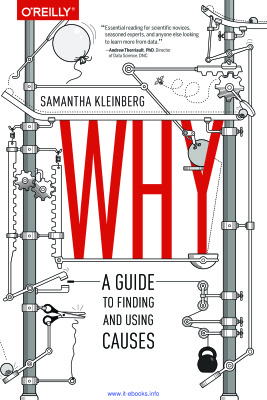 O'REILLY®
"Essential reading for scientific novices,
seasoned experts, and anyone else looking
to learn more from data."
—Andrew Therriault, PhD, Director
of Data Science, DNC
SAMANTHA KLEINBERG
WHY
A GUIDE
TO FINDING
AND USING
CAUSES
www.it-ebooks.info